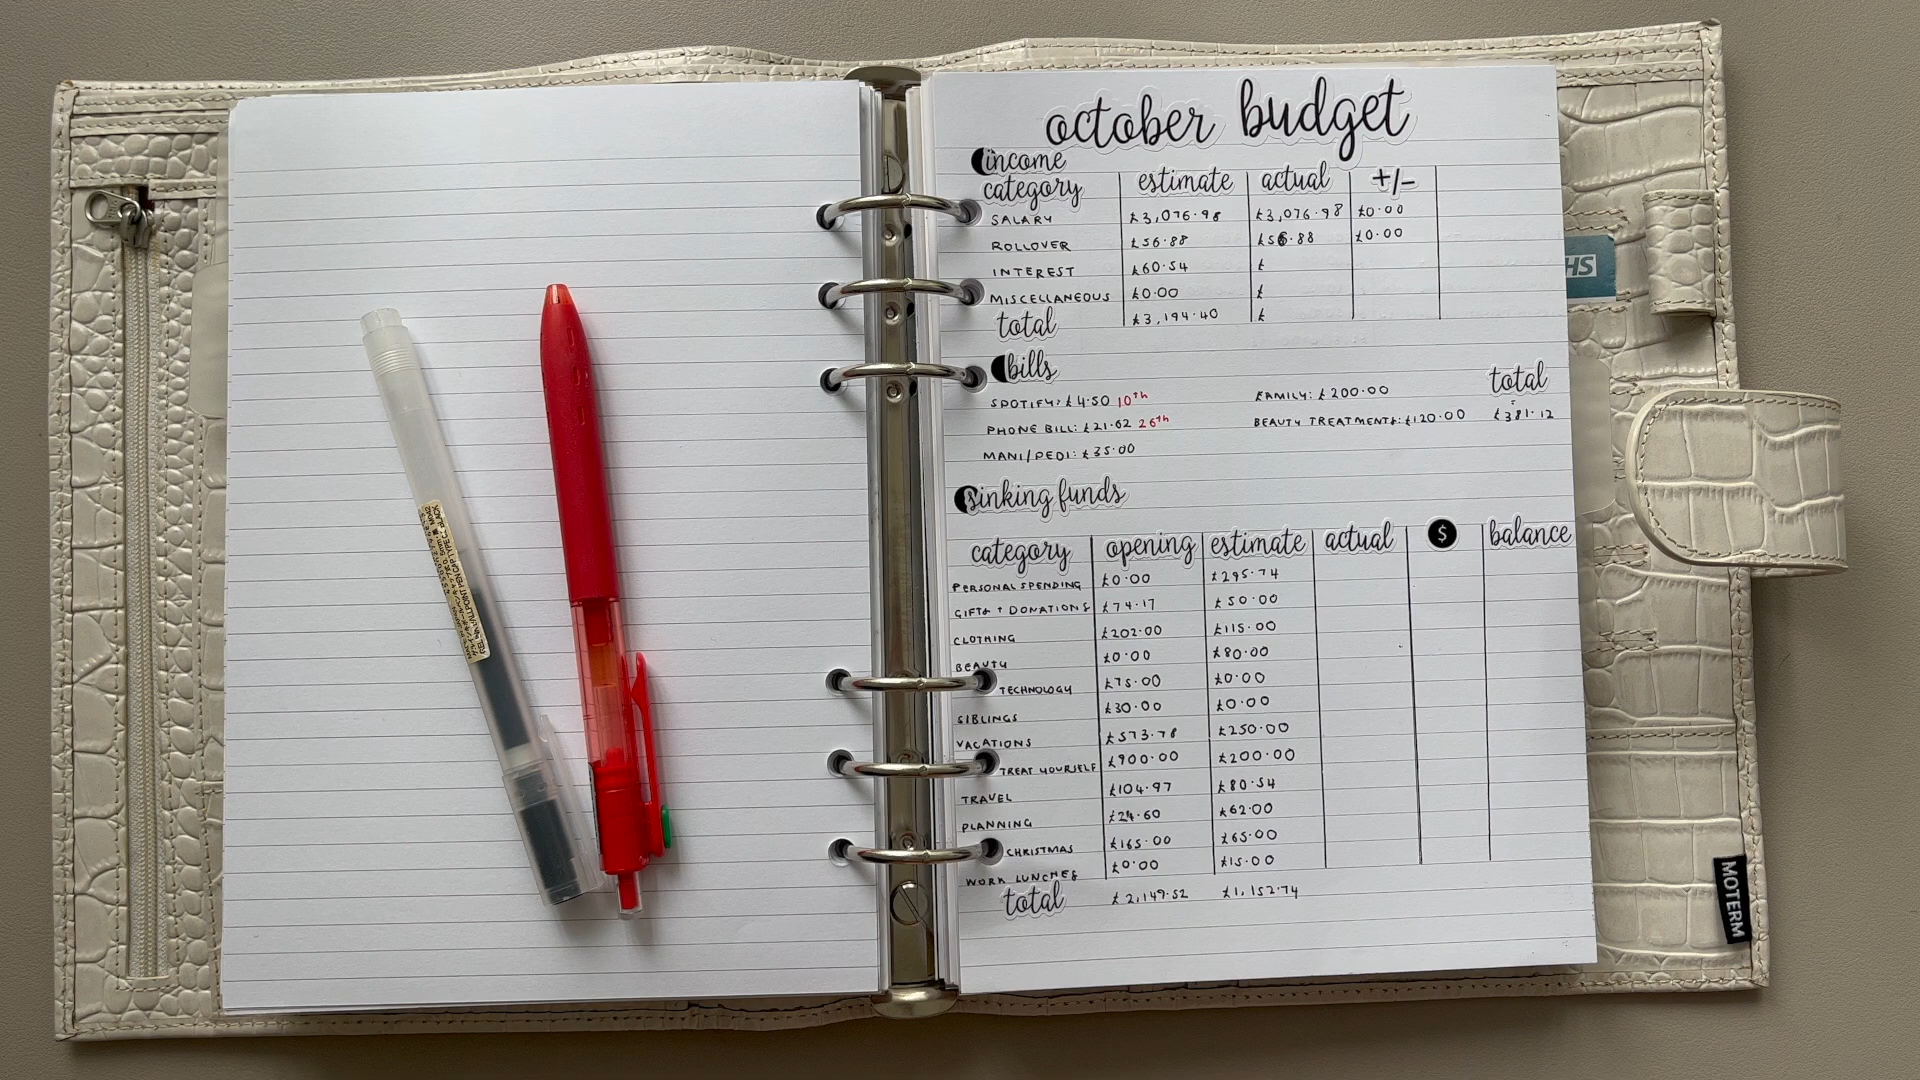 october budget
income
category estimate actual +/-
SALARY £3,076.98 £3,076.98 £0.00
ROLLOVER £56.88 £56.88 £0.00
INTEREST £60.54 £
MISCELLANEOUS £0.00 £
total £3,194.40 £
bills
total
SPOTIFY: £4.50 10th FAMILY: £200.00
PHONE BILL: £21.62 26th BEAUTY TREATMENTS: £120.00 £381.12
MANI/PEDI: £35.00
sinking funds
category opening estimate actual $ balance
PERSONAL SPENDING £0.00 £295.74
GIFTS + DONATIONS £74.17 £50.00
CLOTHING £202.00 £115.00
BEAUTY £0.00 £80.00
TECHNOLOGY £75.00 £0.00
SIBLINGS £30.00 £0.00
VACATIONS £573.78 £250.00
TREAT YOURSELF £900.00 £200.00
TRAVEL £104.97 £80.54
PLANNING £24.60 £62.00
CHRISTMAS £165.00 £65.00
WORK LUNCHES £0.00 £15.00
total £2,149.52 £1,152.74
HS
MOTERM